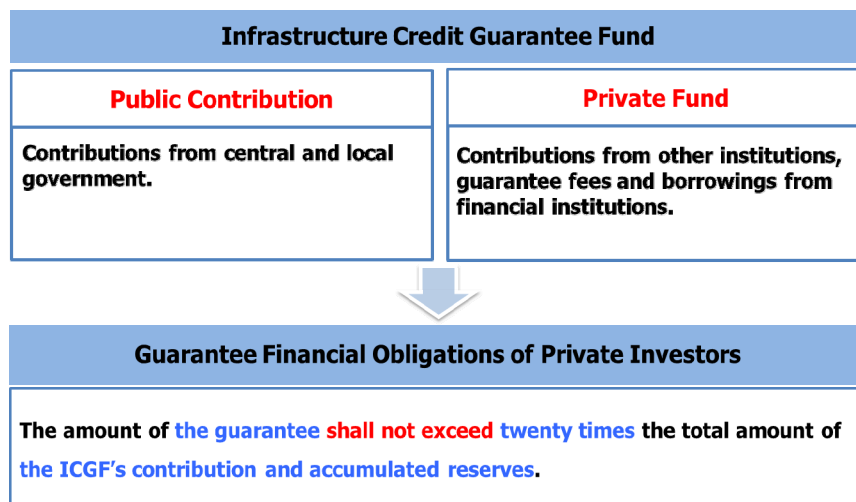 Infrastructure Credit Guarantee Fund
Public Contribution
Contributions from central and local
government.
Private Fund
Contributions from other institutions,
guarantee fees and borrowings from
financial institutions.
Guarantee Financial Obligations of Private Investors
The amount of the guarantee shall not exceed twenty times the total amount of
the ICGF’s contribution and accumulated reserves.